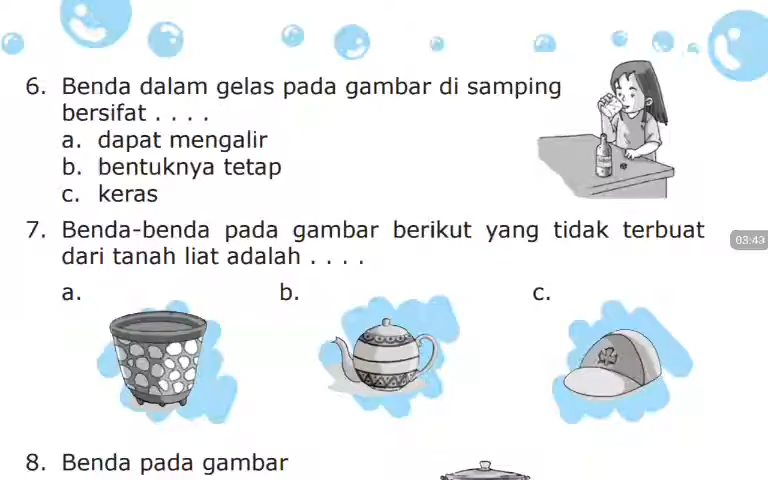 6. Benda dalam gelas pada gambar di samping
bersifat . . . .
a. dapat mengalir
b. bentuknya tetap
c. keras
7. Benda-benda pada gambar berikut yang tidak terbuat
dari tanah liat adalah . . . .
03:43
a. b. c.
8. Benda pada gambar